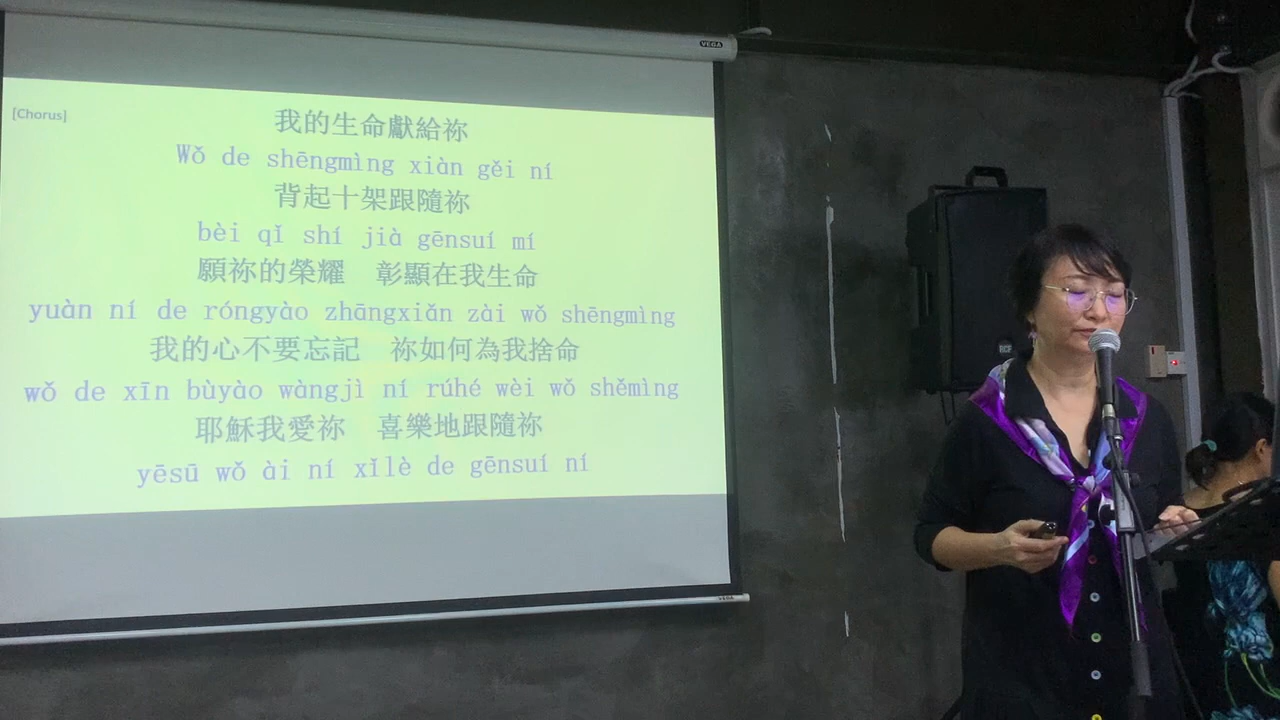 VEGA
[Chorus]
我的生命獻給祢
Wǒ de shēngmìng xiàn gěi ní
背起十架跟隨祢
bèi qǐ shí jià gēnsuí mí
願祢的榮耀　彰顯在我生命
yuàn ní de róngyào zhāngxiǎn zài wǒ shēngmìng
我的心不要忘記　祢如何為我捨命
wǒ de xīn bùyào wàngjì ní rúhé wèi wǒ shěmìng
耶穌我愛祢　喜樂地跟隨祢
yēsū wǒ ài ní xǐlè de gēnsuí ní
VEGA
RCF